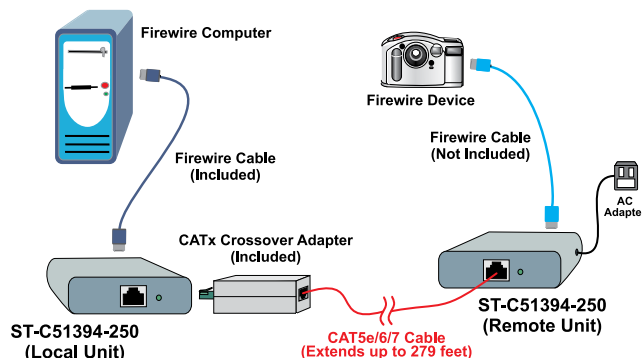 Firewire Computer
Firewire Device
Firewire Cable
(Included)
Firewire Cable
(Not Included)
AC
Adapte
CATx Crossover Adapter
(Included)
ST-C51394-250
(Local Unit)
ST-C51394-250
(Remote Unit)
CAT5e/6/7 Cable
(Extends up to 279 feet)